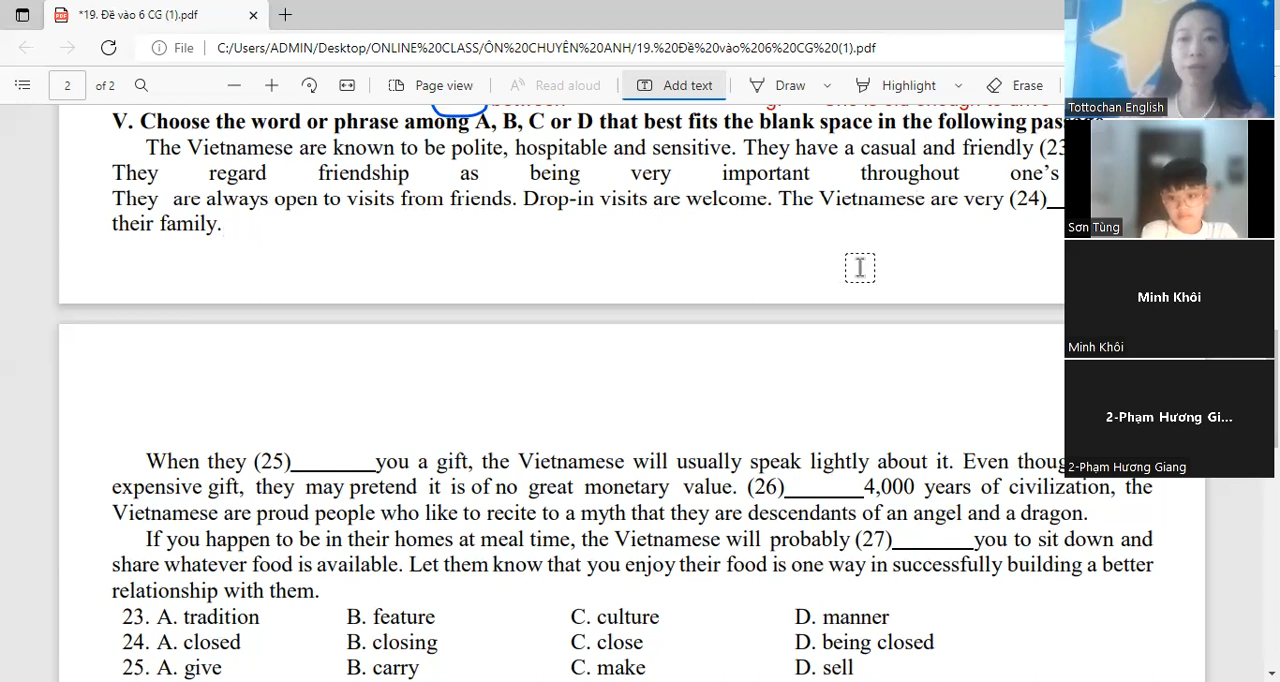 *19. Đề vào 6 CG (1).pdf
File C:/Users/ADMIN/Desktop/ONLINE%20CLASS/ÔN%20CHUYÊN%20ANH/19.%20Đề%20vào%206%20CG%20(1).pdf
2 of 2 Page view Read aloud Add text Draw Highlight Erase
V. Choose the word or phrase among A, B, C or D that best fits the blank space in the following
The Vietnamese are known to be polite, hospitable and sensitive. They have a casual and friendly (23
They regard friendship as being very important throughout one's
They are always open to visits from friends. Drop-in visits are welcome. The Vietnamese are very (24)__
their family.
When they (25)________you a gift, the Vietnamese will usually speak lightly about it. Even
expensive gift, they may pretend it is of no great monetary value. (26)_______4,000 years of civilization, the
Vietnamese are proud people who like to recite to a myth that they are descendants of an angel and a dragon.
If you happen to be in their homes at meal time, the Vietnamese will probably (27)_______you to sit down and
share whatever food is available. Let them know that you enjoy their food is one way in successfully building a better
relationship with them.
23. A. tradition B. feature C. culture D. manner
24. A. closed B. closing C. close D. being closed
25. A. give B. carry C. make D. sell
Tottochan English
Sơn Tùng
Minh Khôi
Minh Khôi
2-Phạm Hương Gi...
2-Phạm Hương Giang